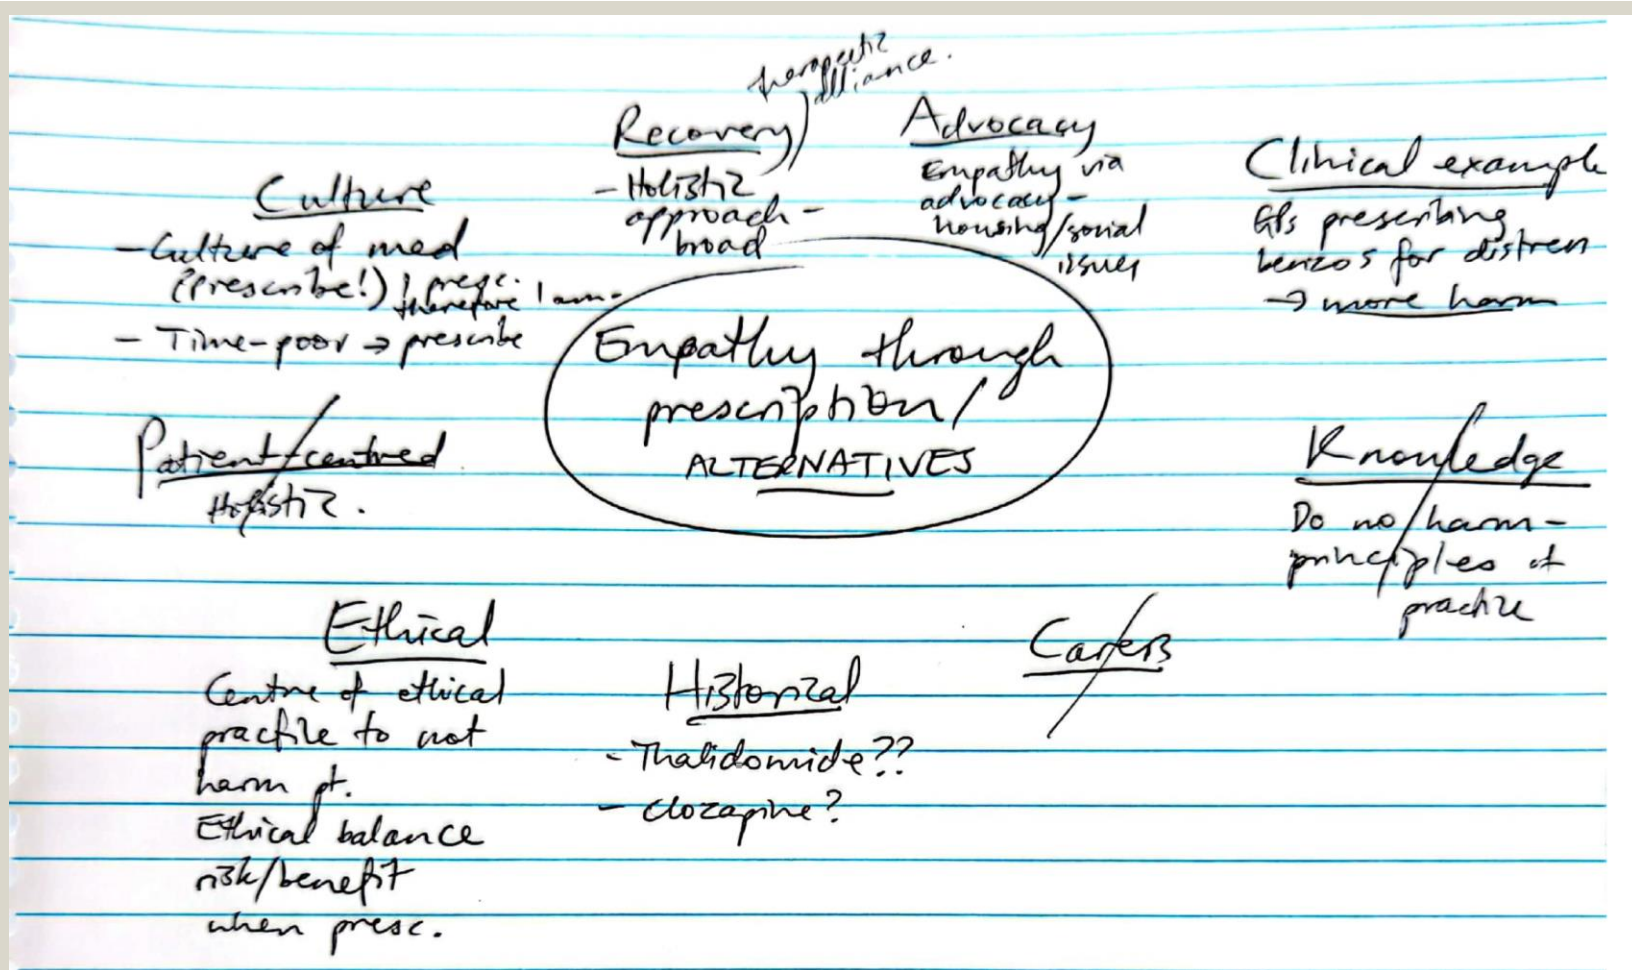 therapeutic
alliance.
Recovery
- Holistic
approach -
broad
Advocacy
Empathy via
advocacy -
housing/social
issues
Clinical example
GPs prescribing
benzos for distress
→ more harm
Culture
- Culture of med
(Prescribe!) I presc.
therefore I am.
- Time-poor → prescribe
Empathy through
prescription/
ALTERNATIVES
Patient centred
Holistic.
Knowledge
Do no harm -
principles of
practice
Ethical
Centre of ethical
practice to not
harm pt.
Ethical balance
risk/benefit
when presc.
Historical
- Thalidomide??
- Clozapine?
Carers